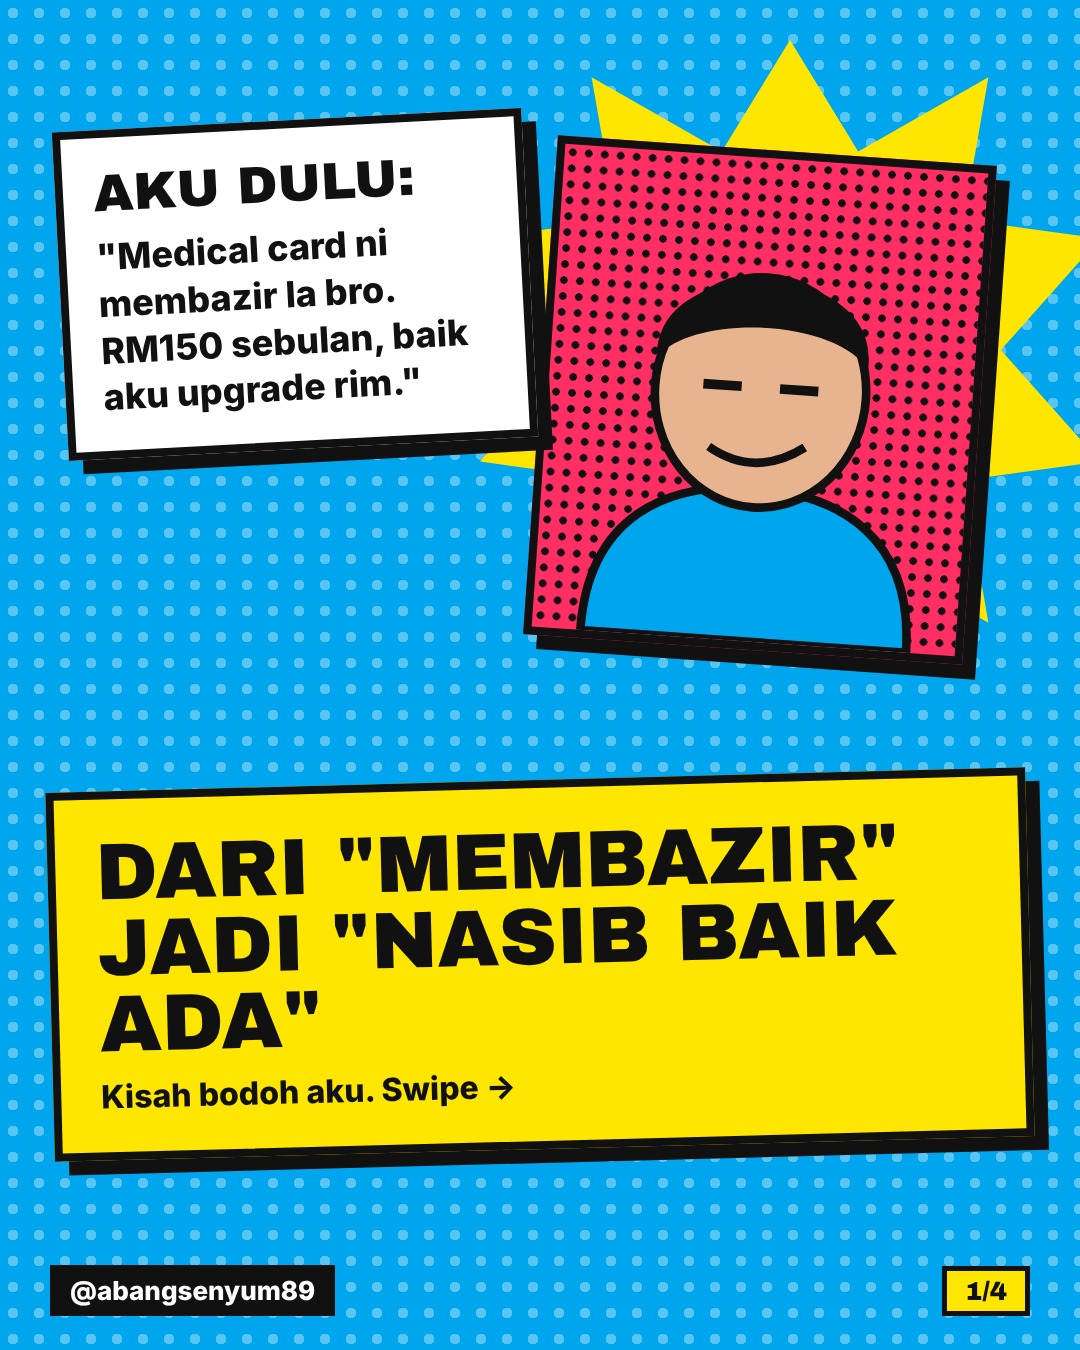 AKU DULU:
"Medical card ni
membazir la bro.
RM150 sebulan, baik
aku upgrade rim."
DARI "MEMBAZIR"
JADI "NASIB BAIK
ADA"
Kisah bodoh aku. Swipe →
@abangsenyum89
1/4